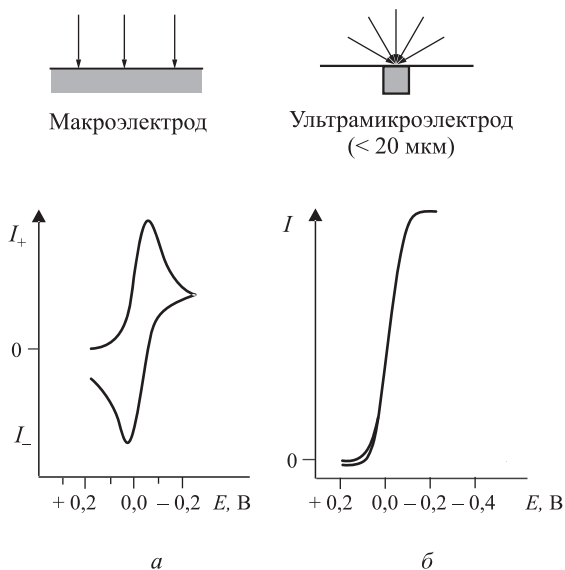 Макроэлектрод
Ультрамикроэлектрод
(< 20 мкм)
I₊
0
I₋
+ 0,2 0,0 – 0,2 E, В
а
I
0
+ 0,2 0,0 – 0,2 – 0,4 E, В
б